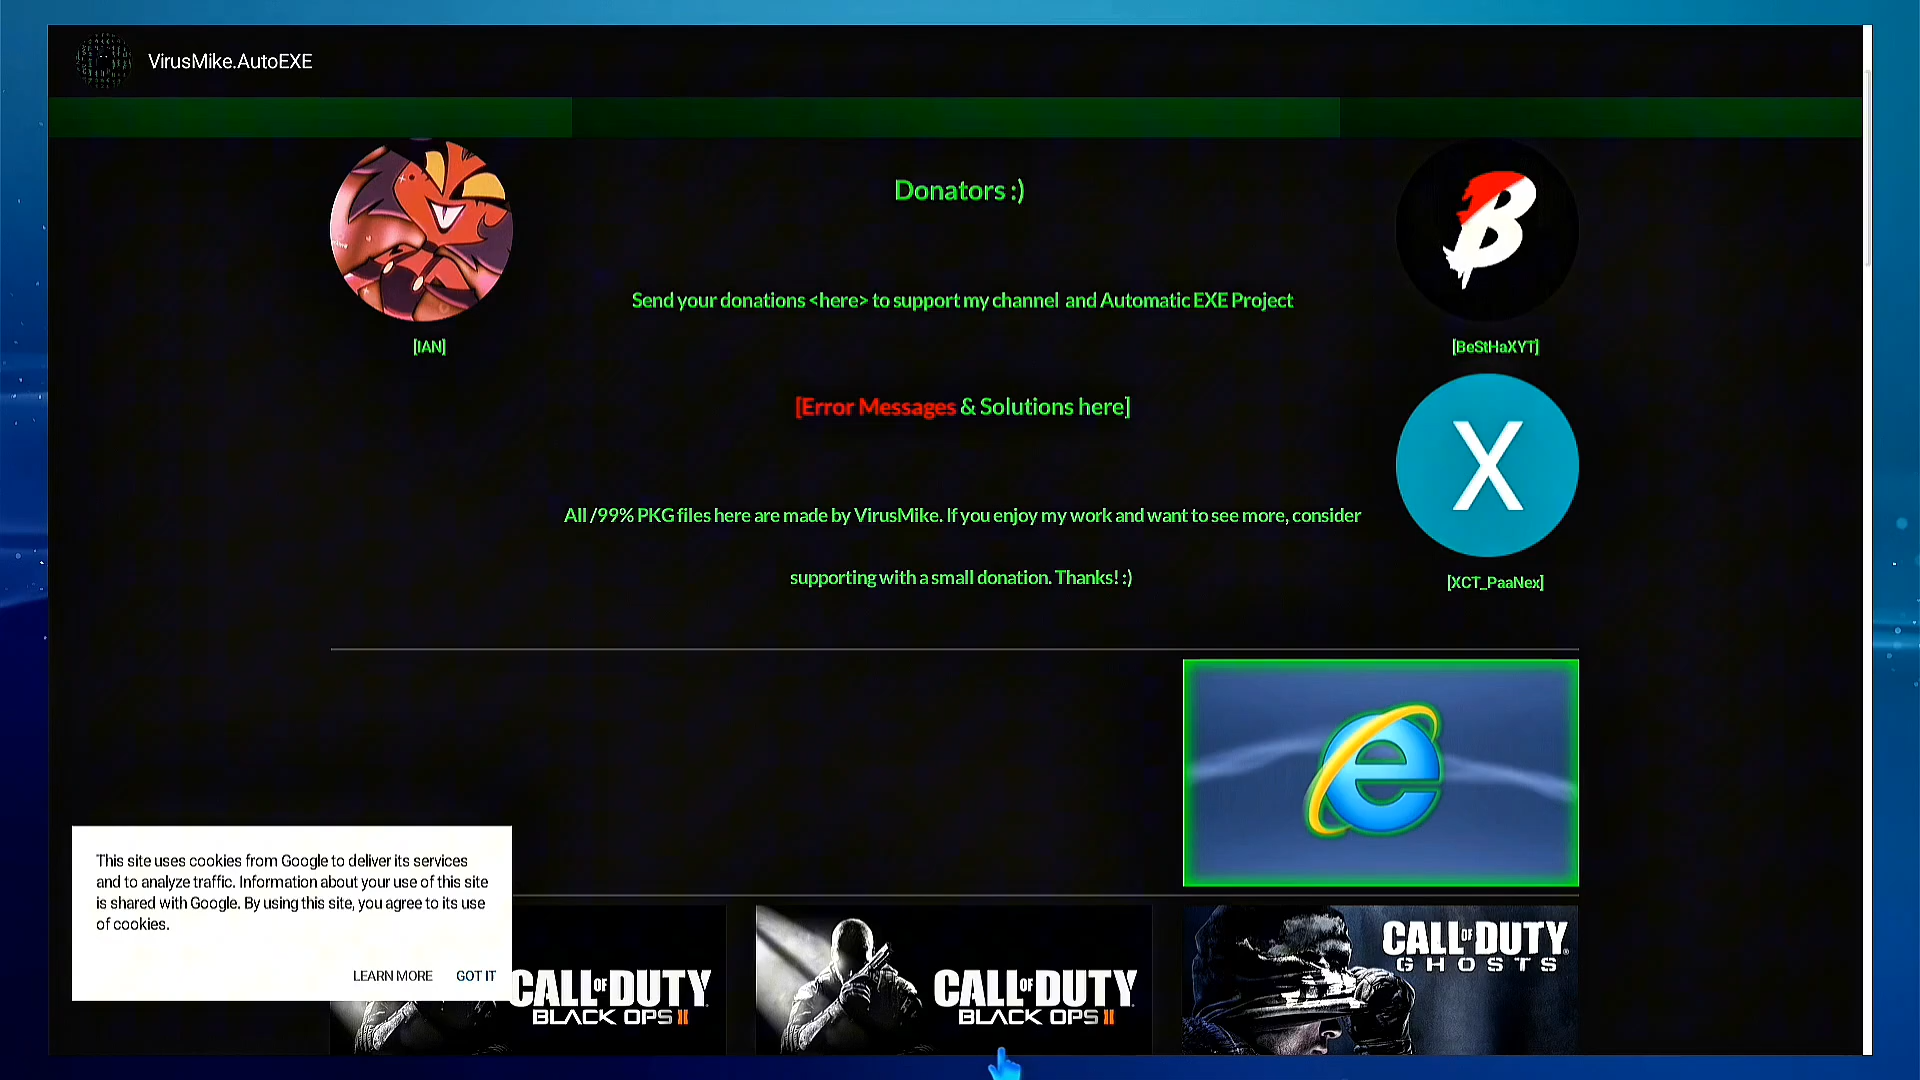 VirusMike.AutoEXE
Donators :)
Send your donations <here> to support my channel and Automatic EXE Project
[IAN]
B
[BeStHaXYT]
[Error Messages & Solutions here]
X
All /99% PKG files here are made by VirusMike. If you enjoy my work and want to see more, consider
supporting with a small donation. Thanks! :)
[XCT_PaaNex]
This site uses cookies from Google to deliver its services
and to analyze traffic. Information about your use of this site
is shared with Google. By using this site, you agree to its use
of cookies.
LEARN MORE GOT IT
CALL OF DUTY
BLACK OPS II
CALL OF DUTY
BLACK OPS II
CALL OF DUTY
GHOSTS